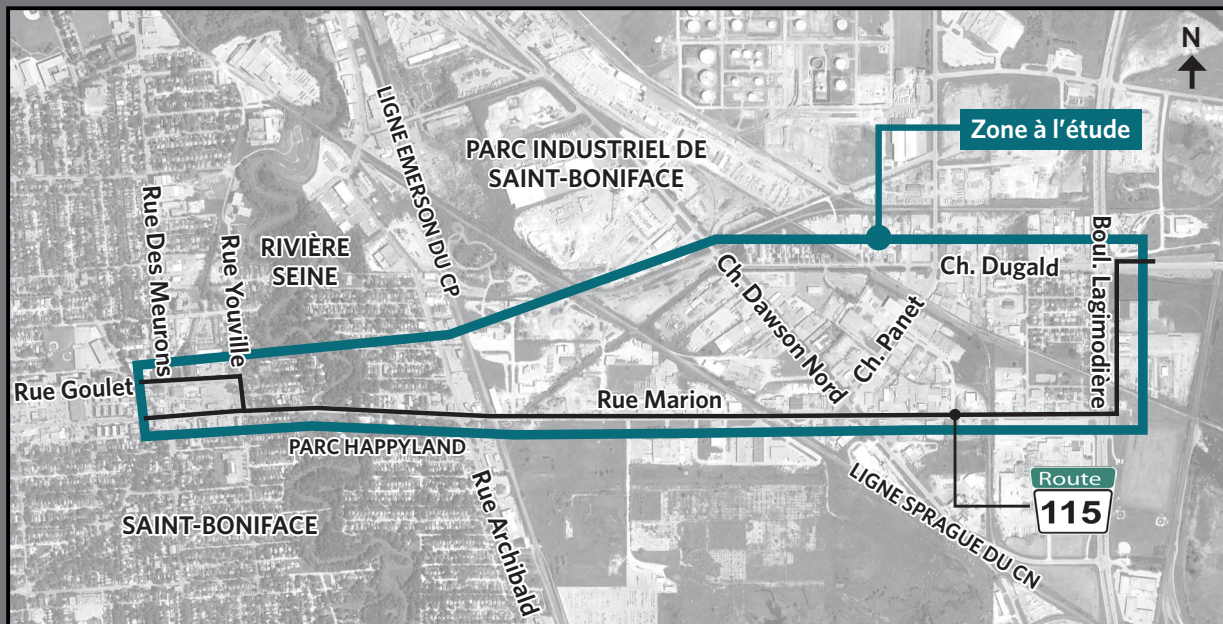 N
Zone à l'étude
LIGNE EMERSON DU CP
PARC INDUSTRIEL DE
SAINT-BONIFACE
Rue Des Meurons
Rue Youville
RIVIÈRE
SEINE
Boul. Lagimodière
Ch. Dugald
Ch. Dawson Nord
Ch. Panet
Rue Goulet
Rue Marion
PARC HAPPYLAND
Rue Archibald
LIGNE SPRAGUE DU CN
Route
115
SAINT-BONIFACE